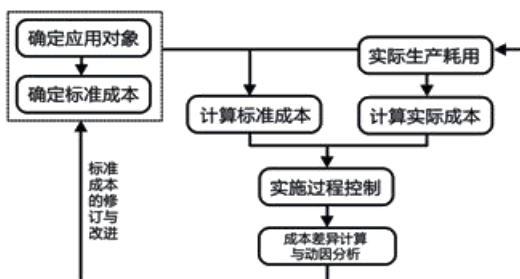 确定应用对象
确定标准成本
实际生产耗用
计算标准成本
计算实际成本
标准
成本
的修
订与
改进
实施过程控制
成本差异计算
与动因分析